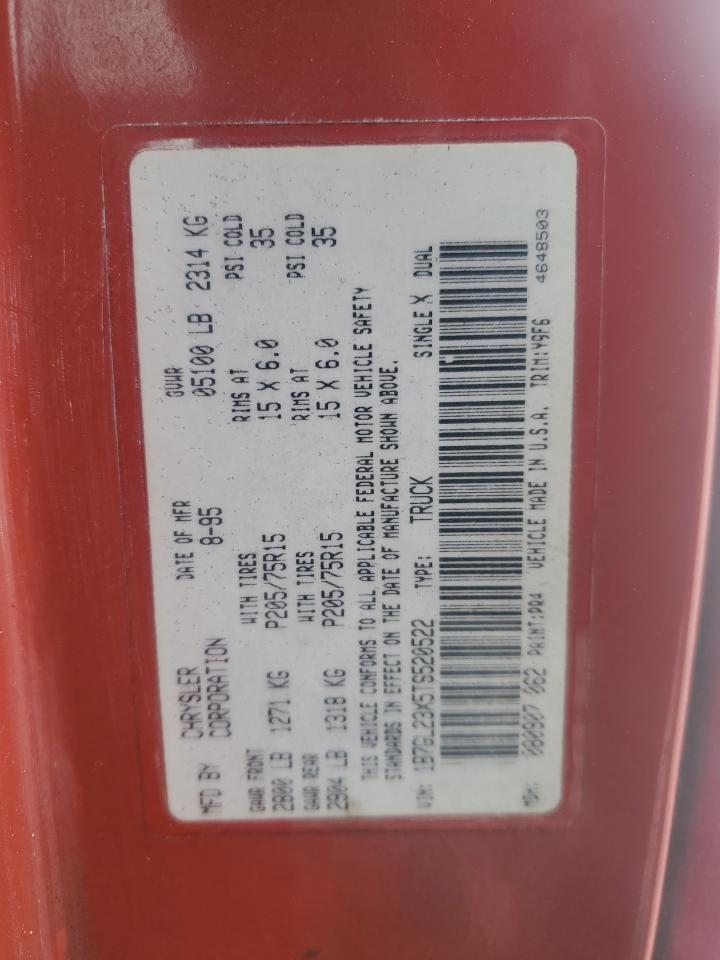 MFD BY CHRYSLER CORPORATION DATE OF MFR 8-95 GVWR 05100 LB 2314 KG
GAWR FRONT WITH TIRES RIMS AT PSI COLD
2800 LB 1271 KG P205/75R15 15 X 6.0 35
GAWR REAR WITH TIRES RIMS AT PSI COLD
2904 LB 1318 KG P205/75R15 15 X 6.0 35
THIS VEHICLE CONFORMS TO ALL APPLICABLE FEDERAL MOTOR VEHICLE SAFETY
STANDARDS IN EFFECT ON THE DATE OF MANUFACTURE SHOWN ABOVE.
VIN: 1B7GL23X5TS520522 TYPE: TRUCK SINGLE X DUAL
MDH: 080907 062 PAINT:PR4 VEHICLE MADE IN U.S.A. TRIM:Y9F6 4648503